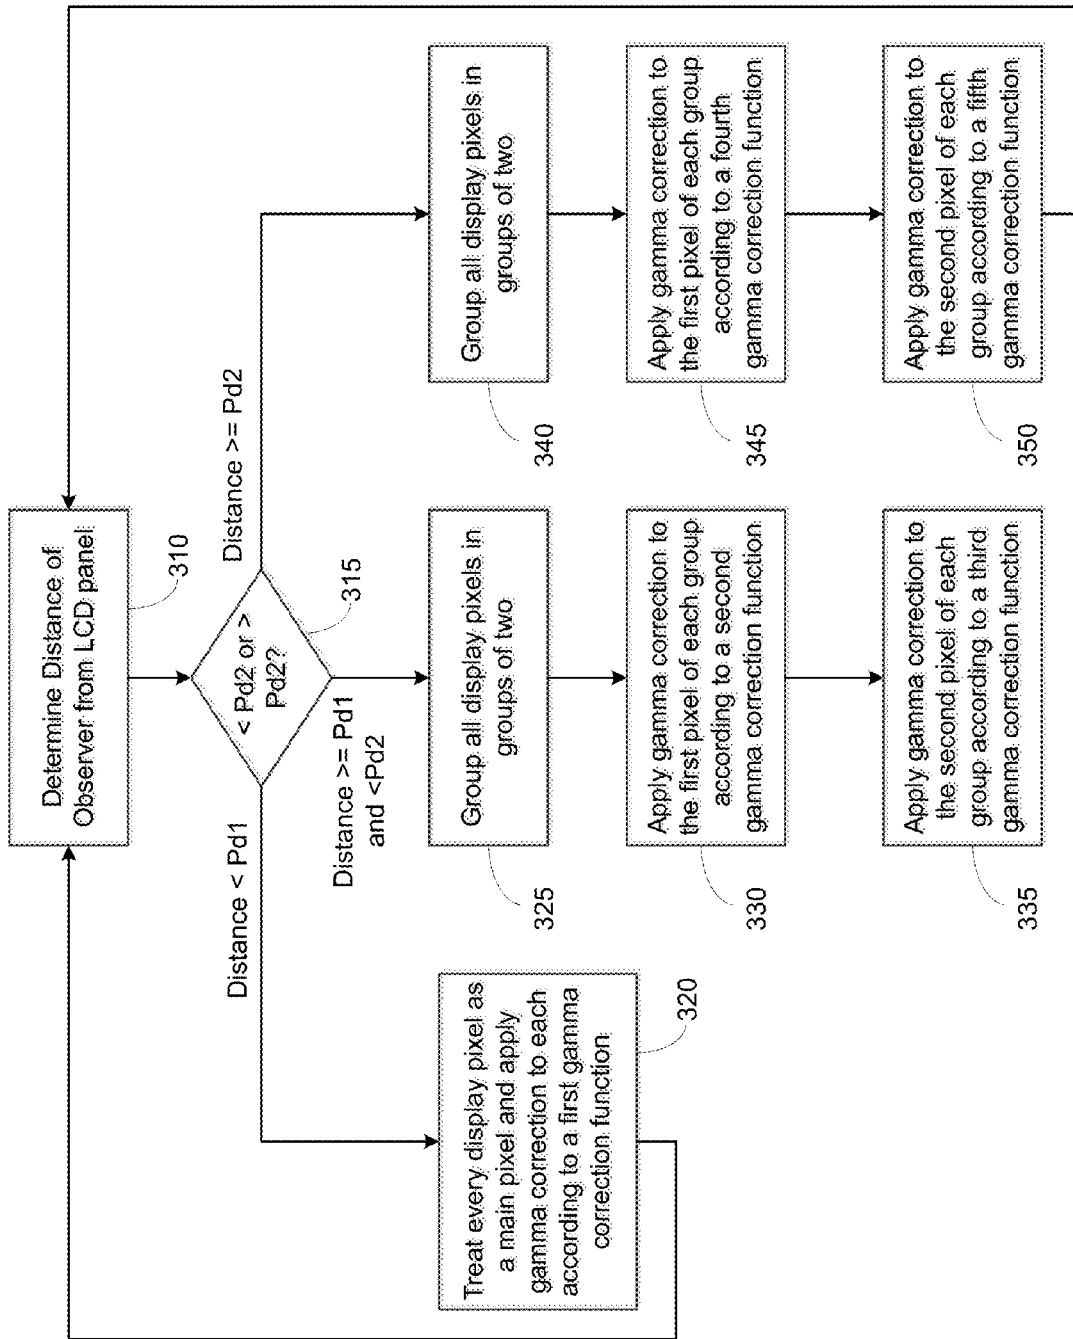 Determine Distance of
Observer from LCD panel
310
< Pd2 or >
Pd2?
315
Distance < Pd1
Distance >= Pd1
and <Pd2
Distance >= Pd2
Treat every display pixel as
a main pixel and apply
gamma correction to each
according to a first gamma
correction function
320
Group all display pixels in
groups of two
325
Apply gamma correction to
the first pixel of each group
according to a second
gamma correction function
330
Apply gamma correction to
the second pixel of each
group according to a third
gamma correction function
335
Group all display pixels in
groups of two
340
Apply gamma correction to
the first pixel of each group
according to a fourth
gamma correction function
345
Apply gamma correction to
the second pixel of each
group according to a fifth
gamma correction function
350